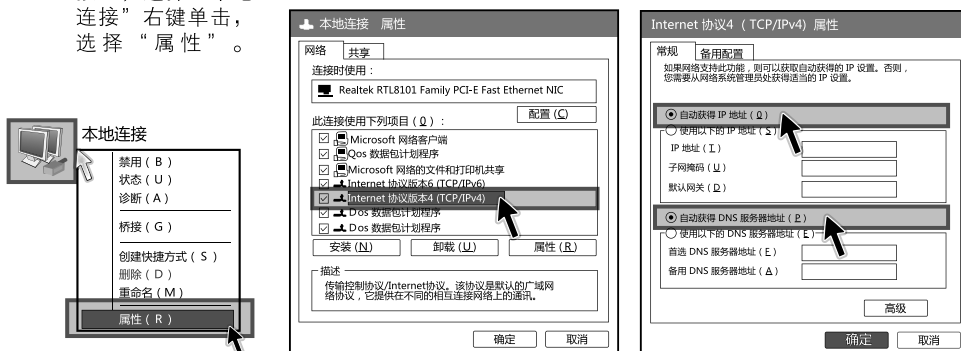 连接”右键单击，
选择“属性”。
本地连接
禁用（B）
状态（U）
诊断（A）
桥接（G）
创建快捷方式（S）
删除（D）
重命名（M）
属性（R）
本地连接 属性
网络 共享
连接时使用：
Realtek RTL8101 Family PCI-E Fast Ethernet NIC
配置 (C)
此连接使用下列项目（0）：
Microsoft 网络客户端
Qos 数据包计划程序
Microsoft 网络的文件和打印机共享
Internet 协议版本6 (TCP/IPv6)
Internet 协议版本4 (TCP/IPv4)
Dos 数据包计划程序
Dos 数据包计划程序
安装 (N) 卸载 (U) 属性 (R)
描述
传输控制协议/Internet协议。该协议是默认的广域网
络协议，它提供在不同的相互连接网络上的通讯。
确定 取消
Internet 协议4（TCP/IPv4) 属性
常规 备用配置
如果网络支持此功能，则可以获取自动获得的 IP 设置。否则，
您需要从网络系统管理员处获得适当的 IP 设置。
自动获得 IP 地址（0）
使用以下的 IP 地址（S）
IP 地址（I）
子网掩码（U）
默认网关（D）
自动获得 DNS 服务器地址（P）
使用以下的 DNS 服务器地址（E）
首选 DNS 服务器地址（F）
备用 DNS 服务器地址（A）
高级
确定 取消